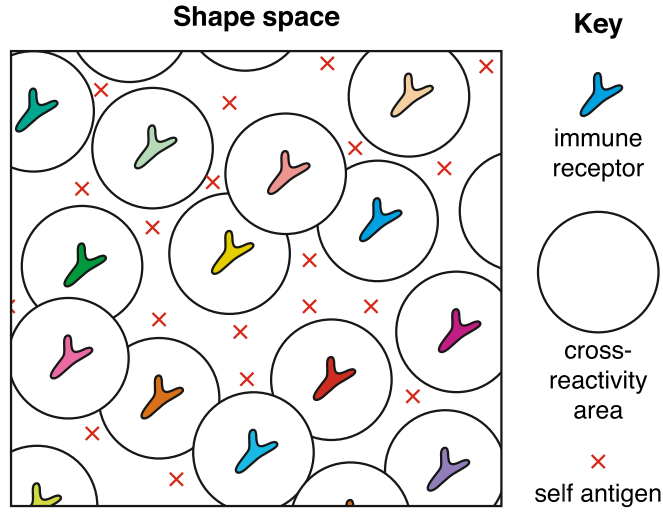 Shape space
Key
immune
receptor
cross-
reactivity
area
self antigen